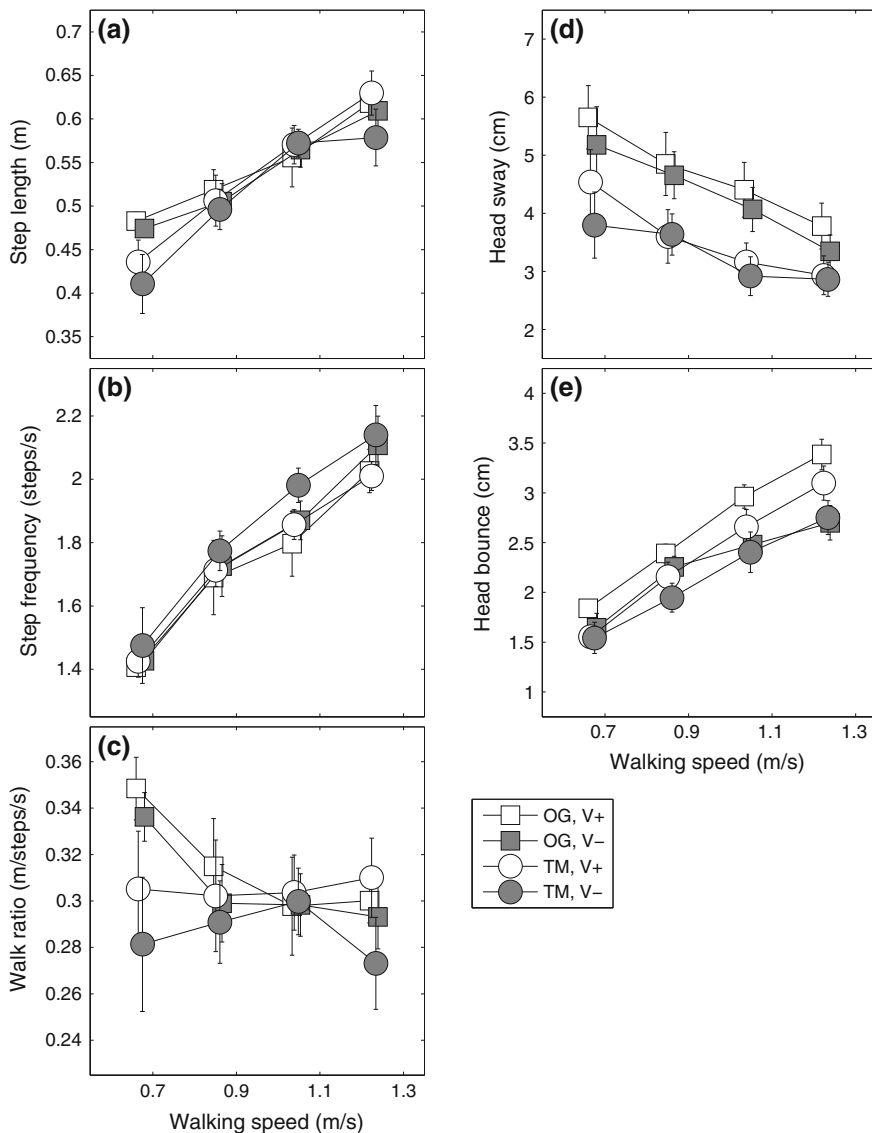 (a)
0.7
0.65
0.6
0.55
0.5
0.45
0.4
0.35
Step length (m)
(b)
2.2
2
1.8
1.6
1.4
Step frequency (steps/s)
(c)
0.36
0.34
0.32
0.3
0.28
0.26
0.24
Walk ratio (m/steps/s)
0.7 0.9 1.1 1.3
Walking speed (m/s)
(d)
7
6
5
4
3
2
Head sway (cm)
(e)
4
3.5
3
2.5
2
1.5
1
Head bounce (cm)
0.7 0.9 1.1 1.3
Walking speed (m/s)
OG, V+
OG, V−
TM, V+
TM, V−